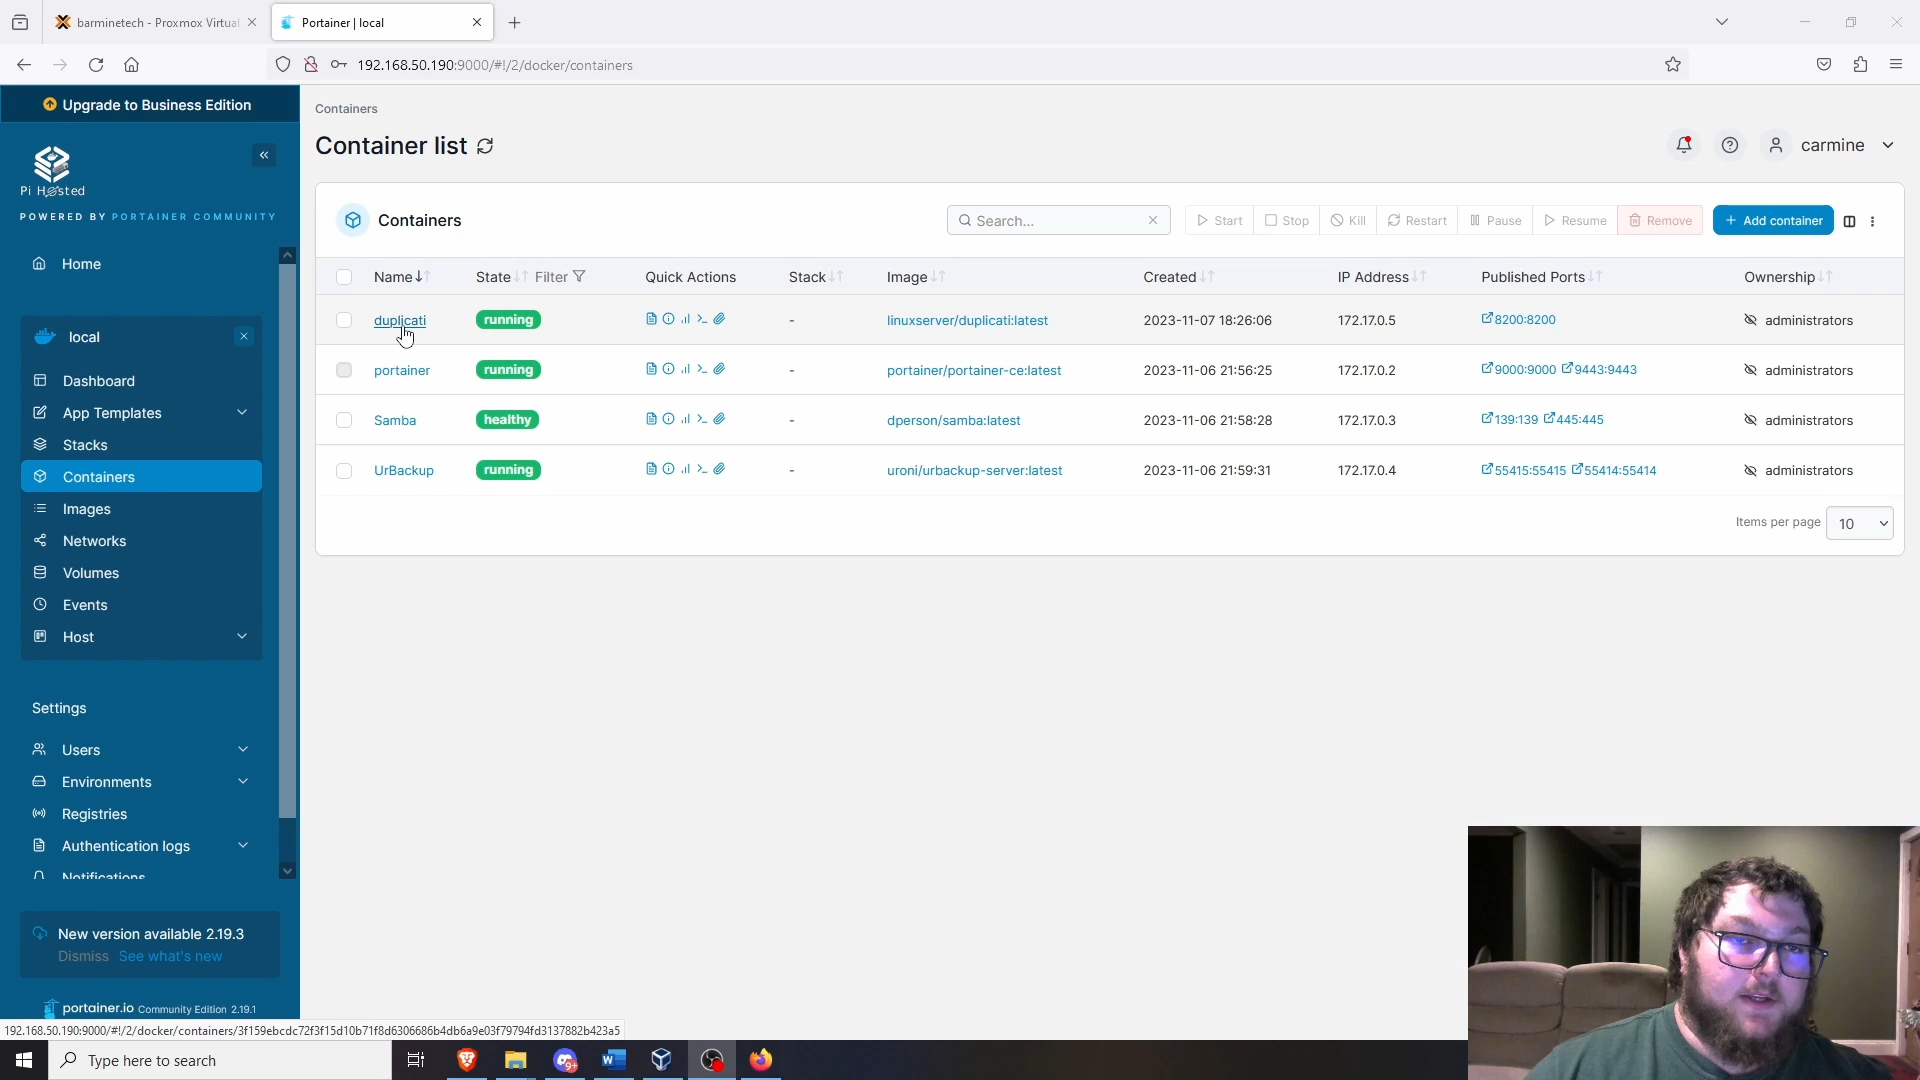 barminetech - Proxmox Virtual
Portainer | local
192.168.50.190:9000/#!/2/docker/containers
Upgrade to Business Edition
Pi Hosted
POWERED BY PORTAINER COMMUNITY
Home
local
Dashboard
App Templates
Stacks
Containers
Images
Networks
Volumes
Events
Host
Settings
Users
Environments
Registries
Authentication logs
Notifications
New version available 2.19.3
Dismiss See what's new
portainer.io Community Edition 2.19.1
Containers
Container list
carmine
Containers
Search...
Start Stop Kill Restart Pause Resume Remove + Add container
Name State Filter Quick Actions Stack Image Created IP Address Published Ports Ownership
duplicati running - linuxserver/duplicati:latest 2023-11-07 18:26:06 172.17.0.5 8200:8200 administrators
portainer running - portainer/portainer-ce:latest 2023-11-06 21:56:25 172.17.0.2 9000:9000 9443:9443 administrators
Samba healthy - dperson/samba:latest 2023-11-06 21:58:28 172.17.0.3 139:139 445:445 administrators
UrBackup running - uroni/urbackup-server:latest 2023-11-06 21:59:31 172.17.0.4 55415:55415 55414:55414 administrators
Items per page 10
192.168.50.190:9000/#!/2/docker/containers/3f159ebcdc72f3f15d10b71f8d6306686b4db6a9e03f79794fd3137882b423a5
Type here to search
9+